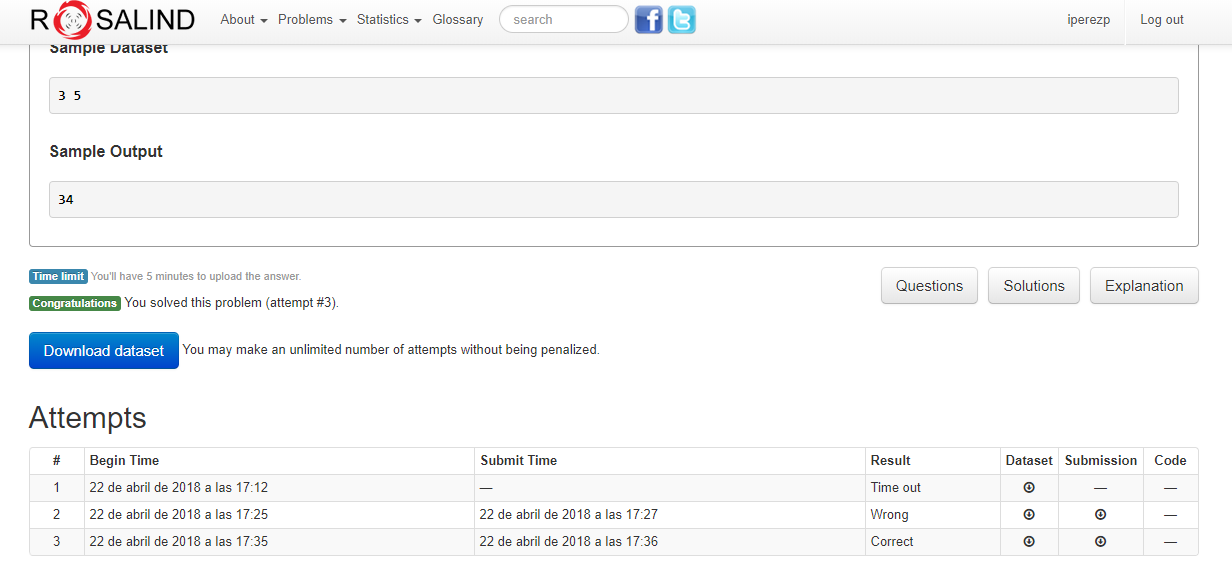 ROSALIND About Problems Statistics Glossary search iperezp Log out
Sample Dataset
3 5
Sample Output
34
Time limit You'll have 5 minutes to upload the answer.
Questions Solutions Explanation
Congratulations You solved this problem (attempt #3).
Download dataset You may make an unlimited number of attempts without being penalized.
Attempts
# Begin Time Submit Time Result Dataset Submission Code
1 22 de abril de 2018 a las 17:12 — Time out — —
2 22 de abril de 2018 a las 17:25 22 de abril de 2018 a las 17:27 Wrong —
3 22 de abril de 2018 a las 17:35 22 de abril de 2018 a las 17:36 Correct —